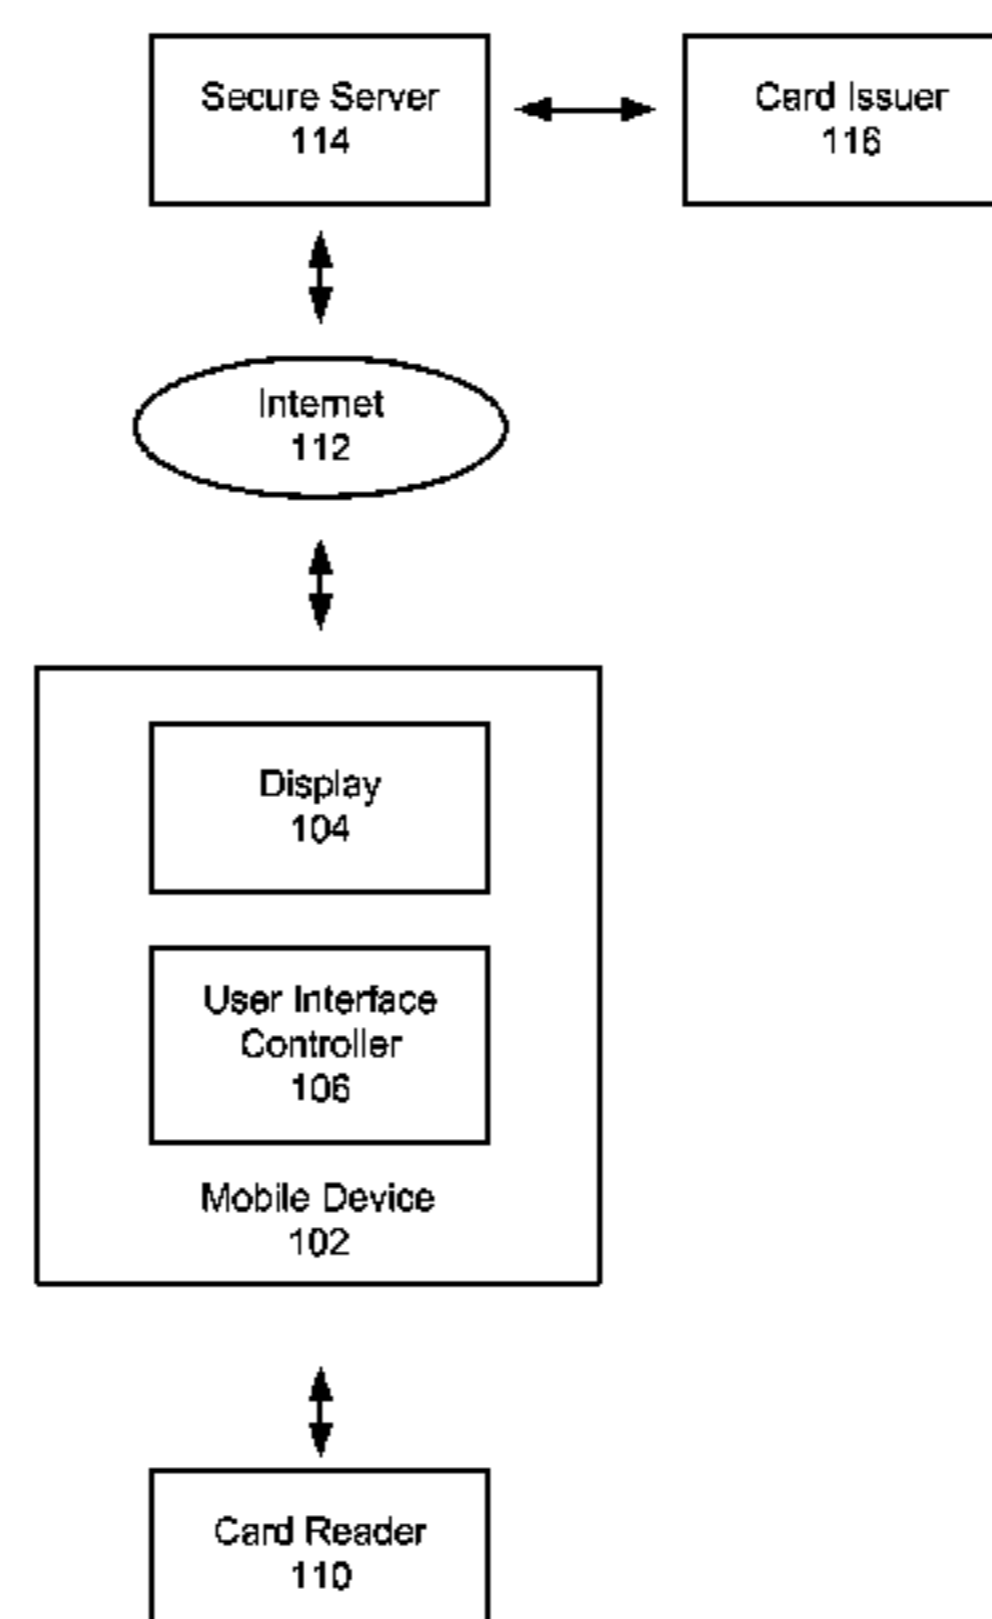 Secure Server
114
Card Issuer
116
Internet
112
Display
104
User Interface
Controller
106
Mobile Device
102
Card Reader
110